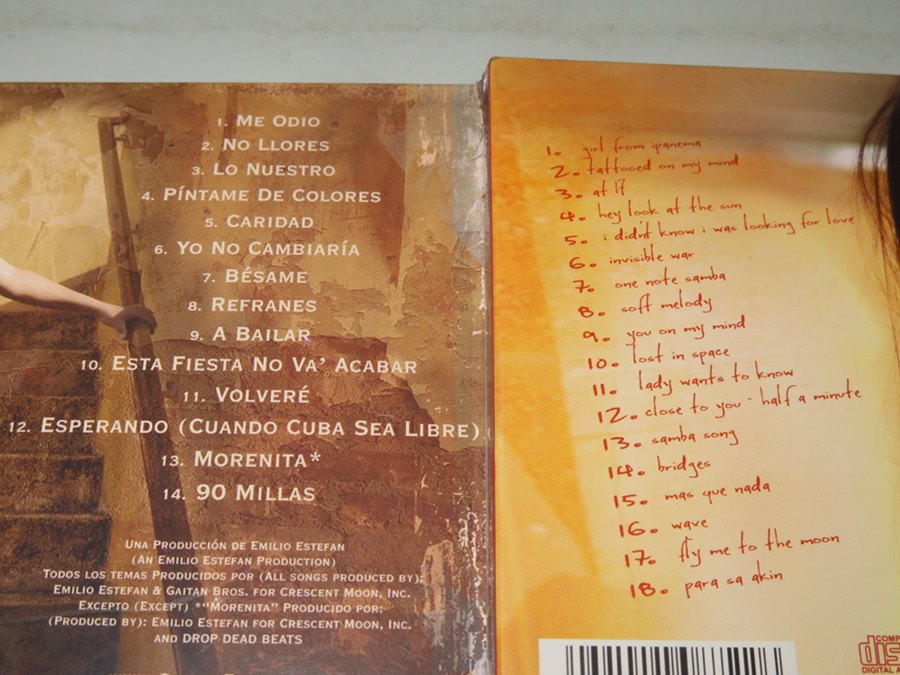 1. ME ODIO
2. NO LLORES
3. LO NUESTRO
4. PÍNTAME DE COLORES
5. CARIDAD
6. YO NO CAMBIARÍA
7. BÉSAME
8. REFRANES
9. A BAILAR
10. ESTA FIESTA NO VA' ACABAR
11. VOLVERÉ
12. ESPERANDO (CUANDO CUBA SEA LIBRE)
13. MORENITA*
14. 90 MILLAS
UNA PRODUCCIÓN DE EMILIO ESTEFAN
(AN EMILIO ESTEFAN PRODUCTION)
TODOS LOS TEMAS PRODUCIDOS POR (ALL SONGS PRODUCED BY):
EMILIO ESTEFAN & GAITAN BROS. FOR CRESCENT MOON, INC.
EXCEPTO (EXCEPT) *"MORENITA" PRODUCIDO POR:
(PRODUCED BY): EMILIO ESTEFAN FOR CRESCENT MOON, INC.
AND DROP DEAD BEATS
1. girl from ipanema
2. tattooed on my mind
3. at 17
4. hey look at the sun
5. i didn't know i was looking for love
6. invisible war
7. one note samba
8. soft melody
9. you on my mind
10. lost in space
11. lady wants to know
12. close to you - half a minute
13. samba song
14. bridges
15. mas que nada
16. wave
17. fly me to the moon
18. para sa akin
COMP
dis
DIGITAL A